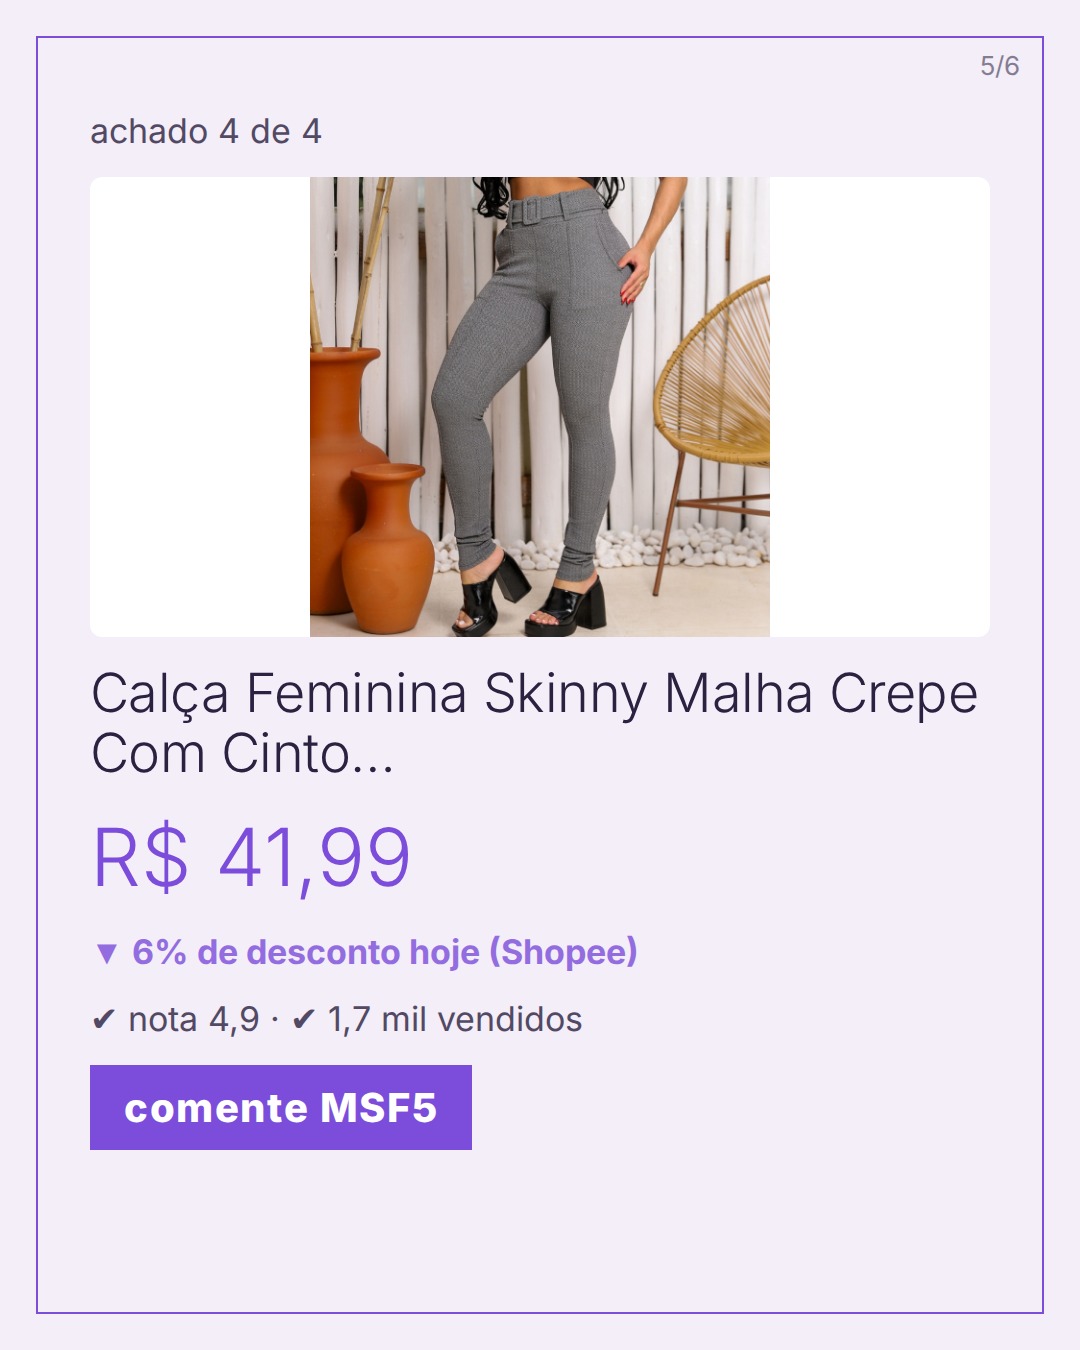 5/6
achado 4 de 4
Calça Feminina Skinny Malha Crepe
Com Cinto...
R$ 41,99
▼ 6% de desconto hoje (Shopee)
✔ nota 4,9 · ✔ 1,7 mil vendidos
comente MSF5